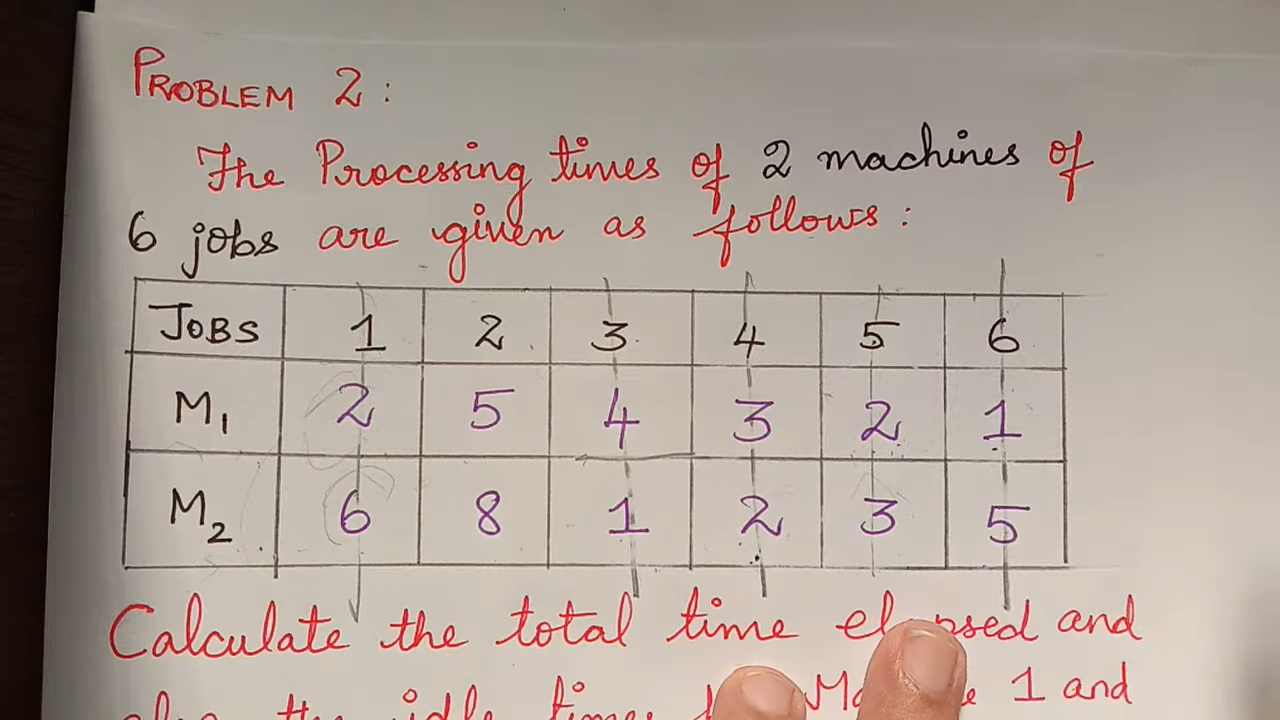 PROBLEM 2:
The Processing times of 2 machines of
6 jobs are given as follows:
JOBS 1 2 3 4 5 6
M1 2 5 4 3 2 1
M2 6 8 1 2 3 5
Calculate the total time and
the idle 1 and